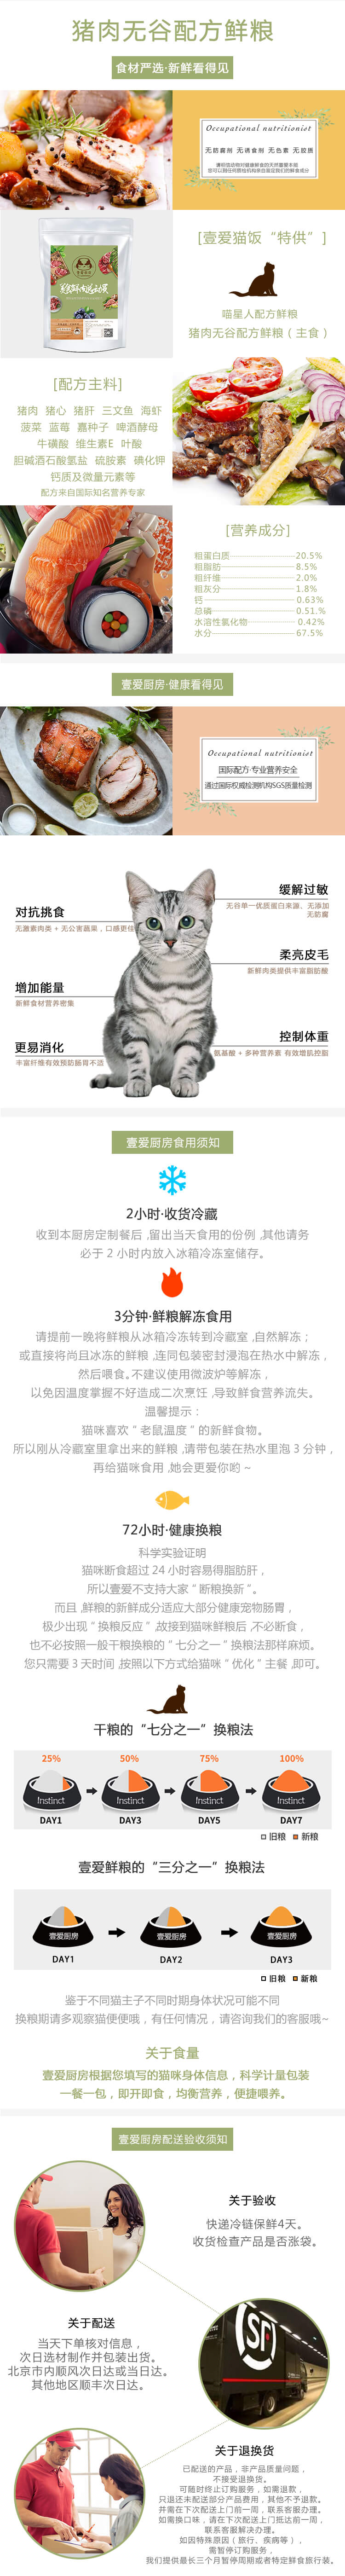 猪肉无谷配方鲜粮
食材严选·新鲜看得见
Occupational nutritionist
无防腐剂 无诱食剂 无色素 无胶质
[壹爱猫饭“特供”]
喵星人配方鲜粮
猪肉无谷配方鲜粮（主食）
[配方主料]
猪肉 猪心 猪肝 三文鱼 海虾
菠菜 蓝莓 嘉种子 啤酒酵母
牛磺酸 维生素E 叶酸
胆碱酒石酸氢盐 硫胺素 碘化钾
钙质及微量元素等
配方来自国际知名营养专家
[营养成分]
粗蛋白质 20.5%
粗脂肪 8.5%
粗纤维 2.0%
粗灰分 1.8%
钙 0.63%
总磷 0.51.%
水溶性氯化物 0.42%
水分 67.5%
壹爱厨房·健康看得见
Occupational nutritionist
国际配方·专业营养安全
通过国际权威检测机构SGS质量检测
对抗挑食
无激素肉类 + 无公害蔬果，口感更佳
增加能量
新鲜食材营养密集
更易消化
丰富纤维有效预防肠胃不适
缓解过敏
无谷单一优质蛋白来源、无添加
无防腐
柔亮皮毛
新鲜肉类提供丰富脂肪酸
控制体重
氨基酸 + 多种营养素 有效增肌控脂
壹爱厨房食用须知
2小时·收货冷藏
收到本厨房定制餐后，留出当天食用的份例，其他请务
必于 2 小时内放入冰箱冷冻室储存。
3分钟·鲜粮解冻食用
请提前一晚将鲜粮从冰箱冷冻转到冷藏室，自然解冻；
或直接将尚且冰冻的鲜粮，连同包装密封浸泡在热水中解冻，
然后喂食。不建议使用微波炉等解冻，
以免因温度掌握不好造成二次烹饪，导致鲜食营养流失。
温馨提示：
猫咪喜欢“老鼠温度”的新鲜食物。
所以刚从冷藏室里拿出来的鲜粮，请带包装在热水里泡 3 分钟，
再给猫咪食用，她会更爱你哟 ~
72小时·健康换粮
科学实验证明
猫咪断食超过 24 小时容易得脂肪肝，
所以壹爱不支持大家“断粮换新”。
而且，鲜粮的新鲜成分适应大部分健康宠物肠胃，
极少出现“换粮反应”，故接到猫咪鲜粮后，不必断食，
也不必按照一般干粮换粮的“七分之一”换粮法那样麻烦。
您只需要 3 天时间，按照以下方式给猫咪“优化”主餐，即可。
干粮的“七分之一”换粮法
25% 50% 75% 100%
Instinct Instinct Instinct Instinct
DAY1 DAY3 DAY5 DAY7
旧粮 新粮
壹爱鲜粮的“三分之一”换粮法
壹爱厨房 壹爱厨房 壹爱厨房
DAY1 DAY2 DAY3
旧粮 新粮
鉴于不同猫主子不同时期身体状况可能不同
换粮期请多观察猫便便哦，有任何情况，请咨询我们的客服哦~
关于食量
壹爱厨房根据您填写的猫咪身体信息，科学计量包装
一餐一包，即开即食，均衡营养，便捷喂养。
壹爱厨房配送验收须知
关于验收
快递冷链保鲜4天。
收货检查产品是否涨袋。
关于配送
当天下单核对信息，
次日选材制作并包装出货。
北京市内顺风次日达或当日达。
其他地区顺丰次日达。
SF
关于退换货
已配送的产品，非产品质量问题，
不接受退换货。
可随时终止订购服务，如需退款，
只退还未配送部分产品费用，其他不予退款。
并需在下次配送上门前一周，联系客服办理。
如需换口味，请在下次配送上门抵达前一周，
联系客服解决办理。
如因特殊原因（旅行、疾病等），
需暂停订购服务，
我们提供最长三个月暂停周期或者特定鲜食旅行装。